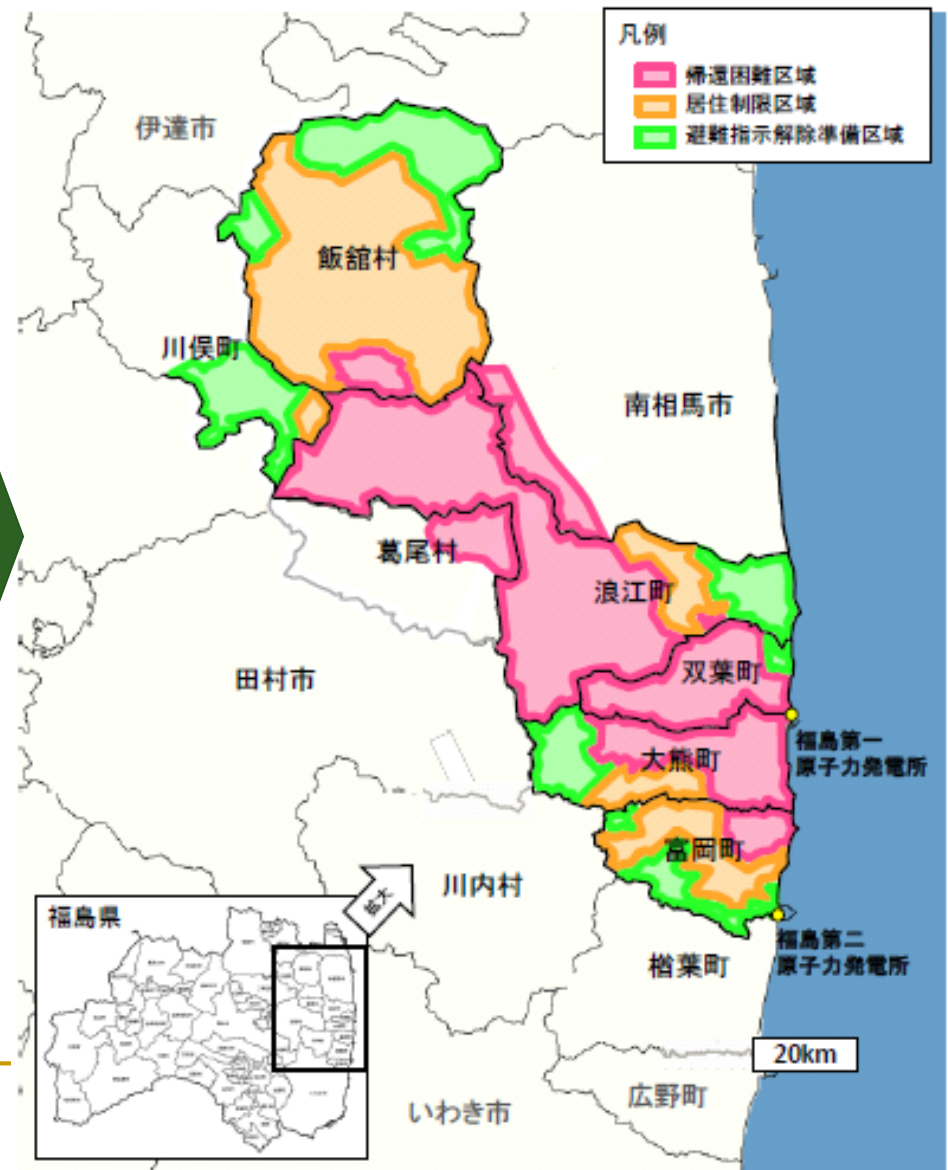 凡例
帰還困難区域
居住制限区域
避難指示解除準備区域
伊達市
飯舘村
川俣町
南相馬市
葛尾村
浪江町
田村市
双葉町
福島第一
原子力発電所
大熊町
富岡町
川内村
拡大
福島県
福島第二
原子力発電所
楢葉町
20km
広野町
いわき市